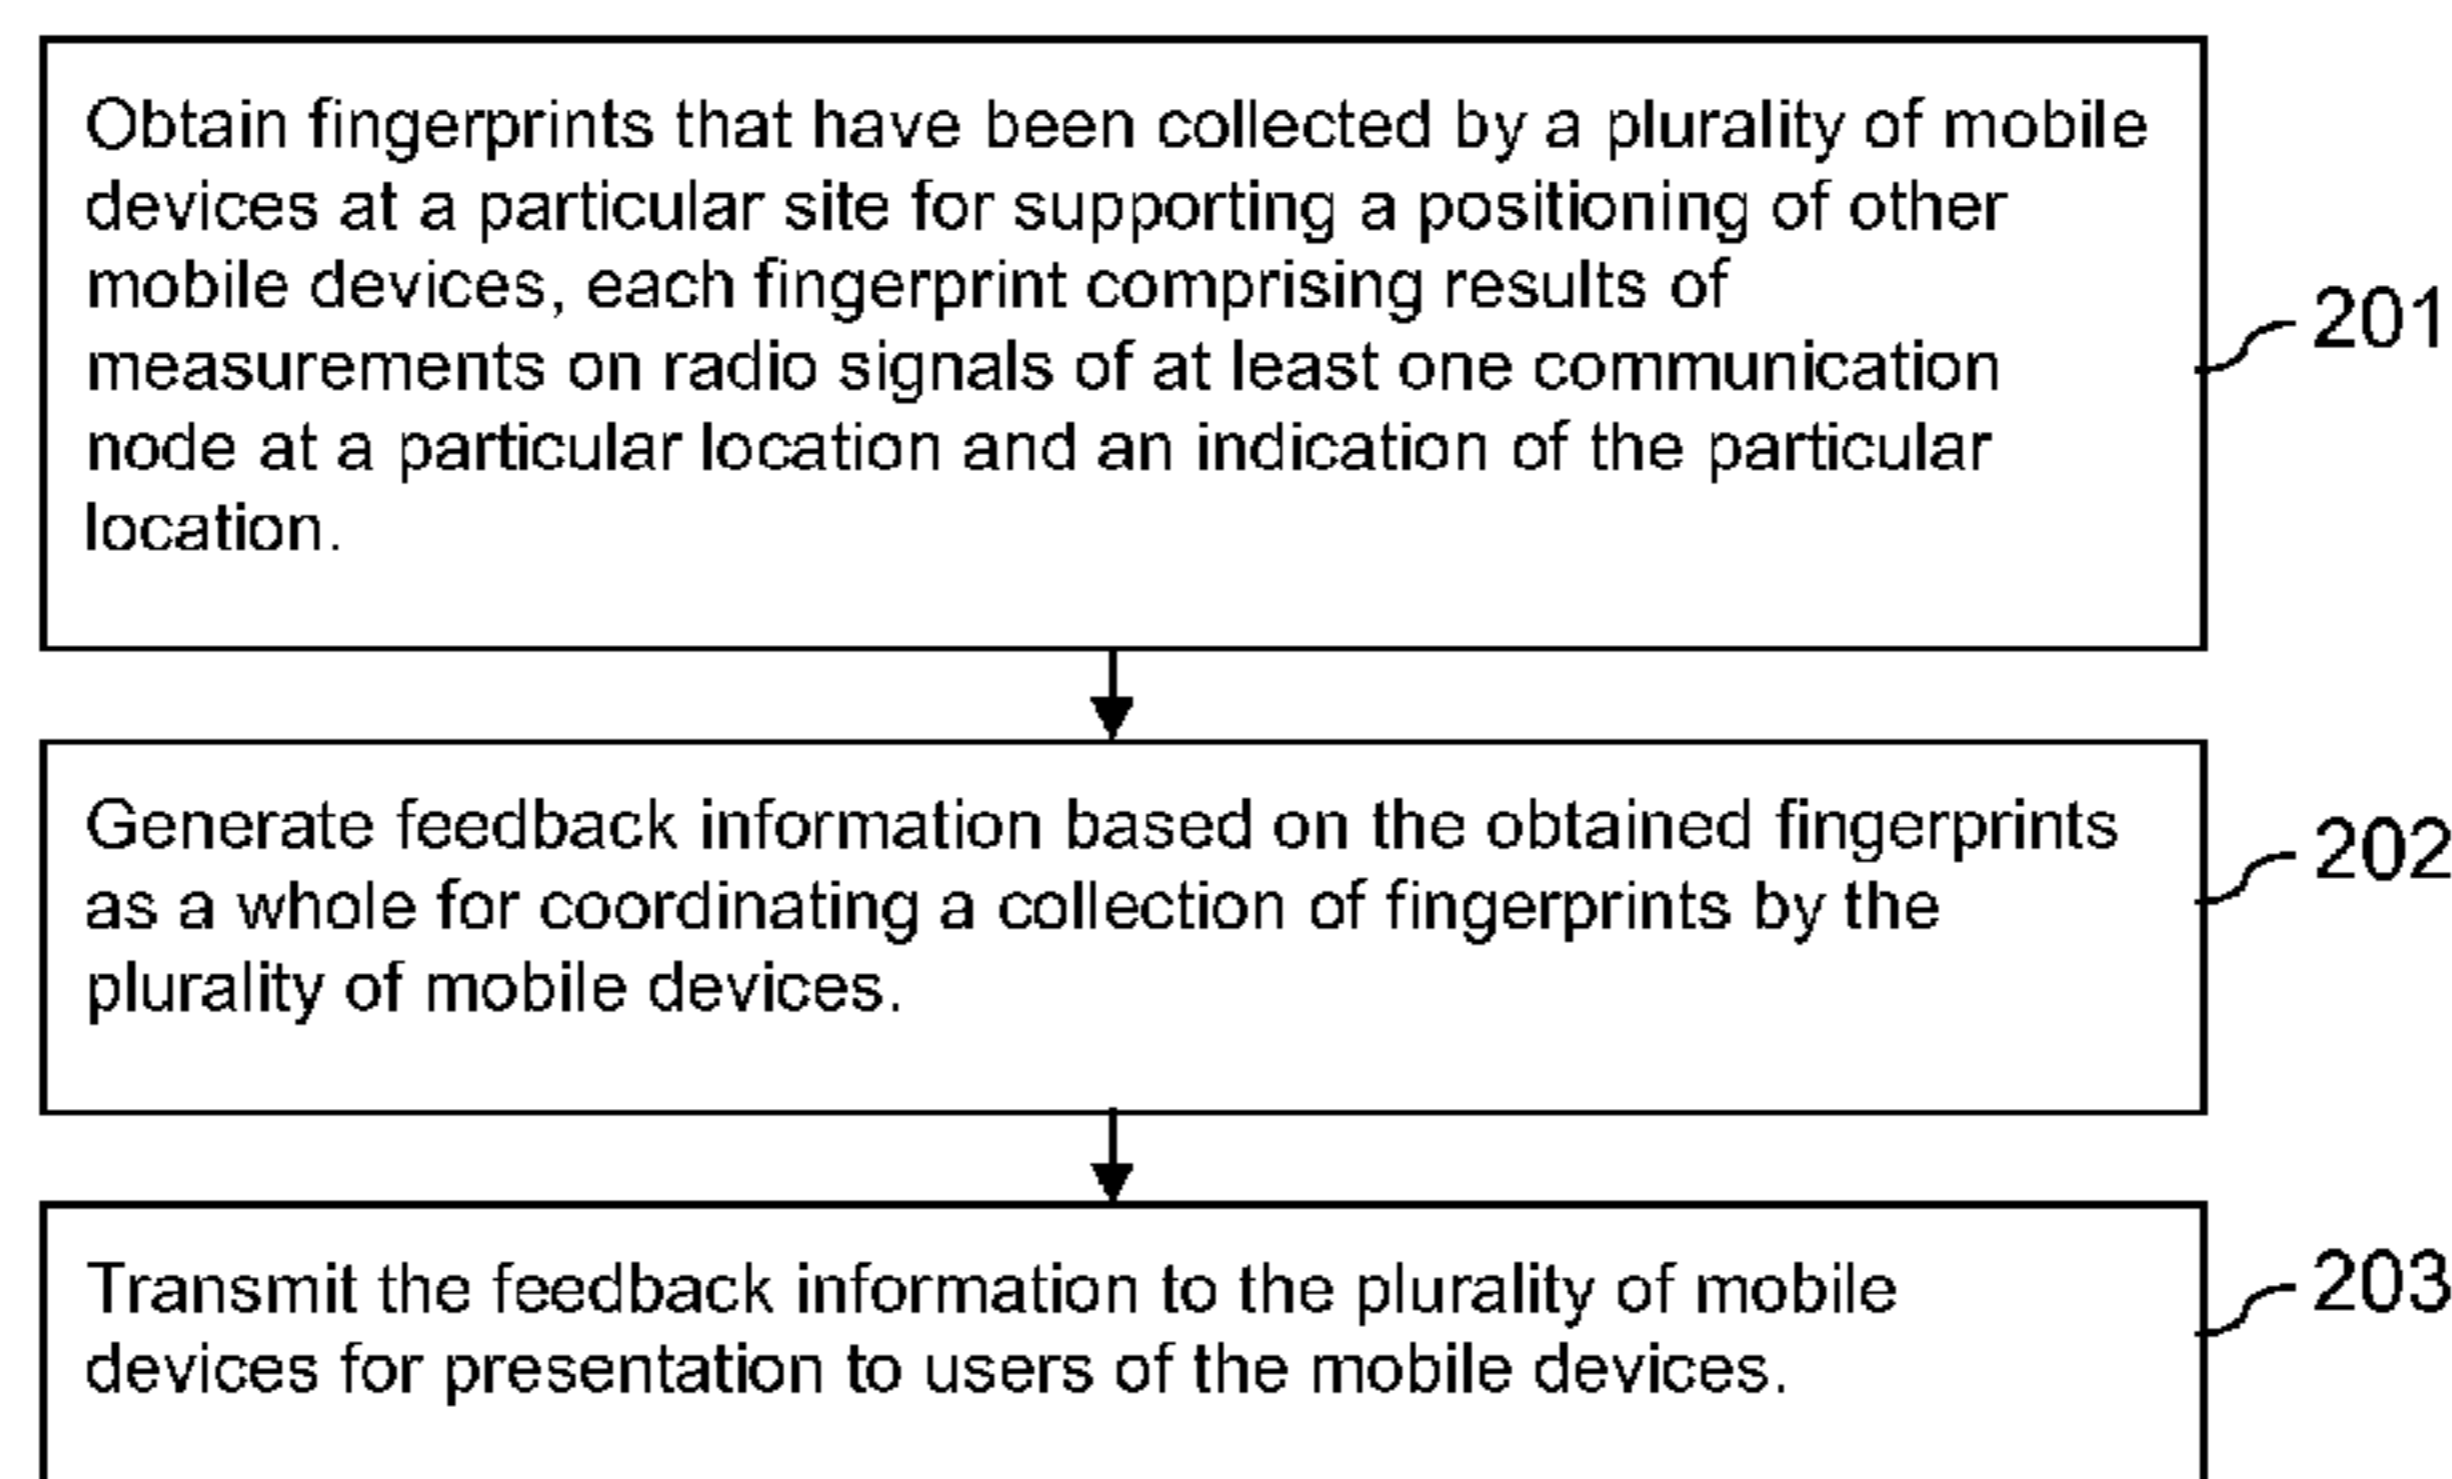 Obtain fingerprints that have been collected by a plurality of mobile
devices at a particular site for supporting a positioning of other
mobile devices, each fingerprint comprising results of
measurements on radio signals of at least one communication
node at a particular location and an indication of the particular
location.
201
Generate feedback information based on the obtained fingerprints
as a whole for coordinating a collection of fingerprints by the
plurality of mobile devices.
202
Transmit the feedback information to the plurality of mobile
devices for presentation to users of the mobile devices.
203